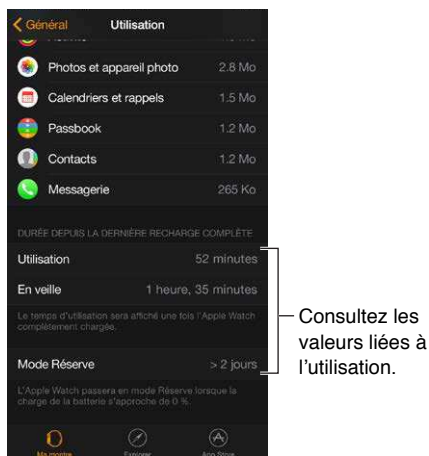 Général Utilisation
Photos et appareil photo 2.8 Mo
Calendriers et rappels 1.5 Mo
Passbook 1.2 Mo
Contacts 1.2 Mo
Messagerie 265 Ko
DURÉE DEPUIS LA DERNIÈRE RECHARGE COMPLÈTE
Utilisation 52 minutes
En veille 1 heure, 35 minutes
Le temps d'utilisation sera affiché une fois l'Apple Watch
complètement chargée.
Mode Réserve > 2 jours
L'Apple Watch passera en mode Réserve lorsque la
charge de la batterie s'approche de 0 %.
Ma montre Explorer App Store
Consultez les
valeurs liées à
l'utilisation.